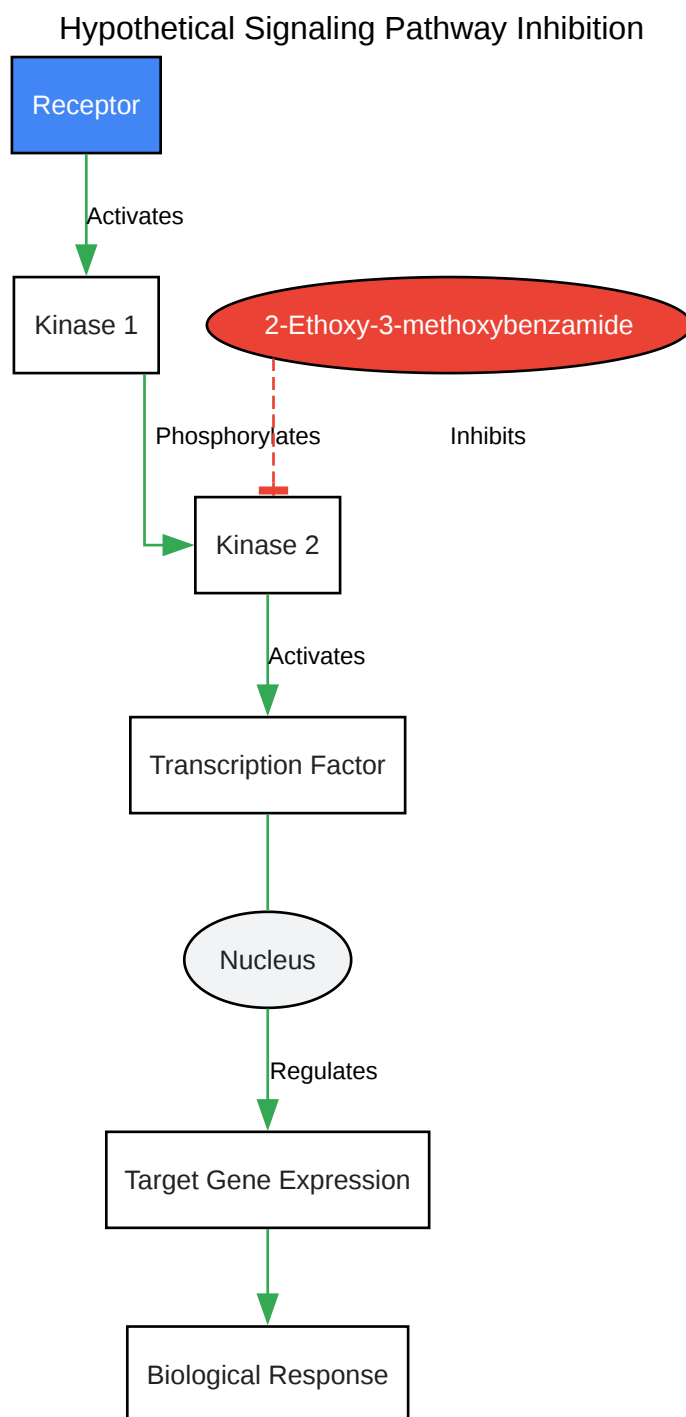 Hypothetical Signaling Pathway Inhibition
Receptor
Activates
Kinase 1
2-Ethoxy-3-methoxybenzamide
Phosphorylates
Inhibits
Kinase 2
Activates
Transcription Factor
Nucleus
Regulates
Target Gene Expression
Biological Response